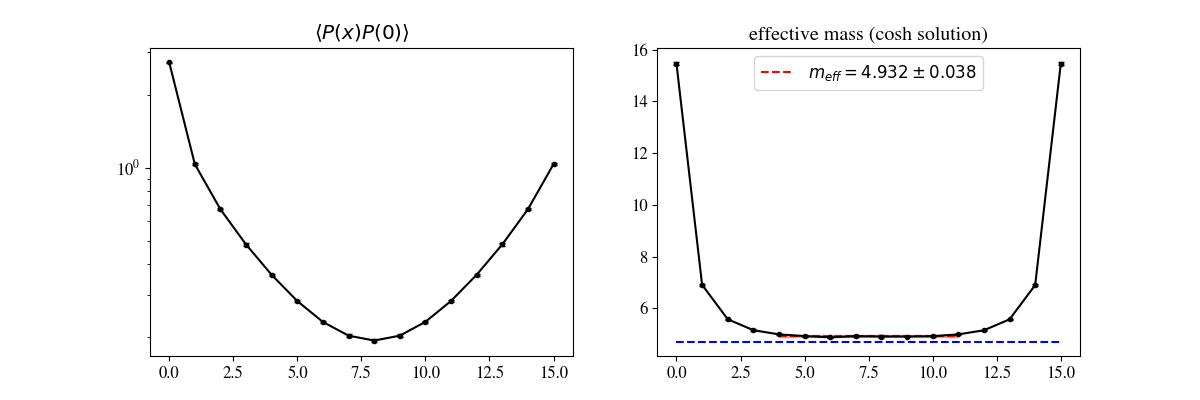 ⟨P(x)P(0)⟩
10⁰
0.0 2.5 5.0 7.5 10.0 12.5 15.0
effective mass (cosh solution)
m_eff = 4.932 ± 0.038
16
14
12
10
8
6
0.0 2.5 5.0 7.5 10.0 12.5 15.0